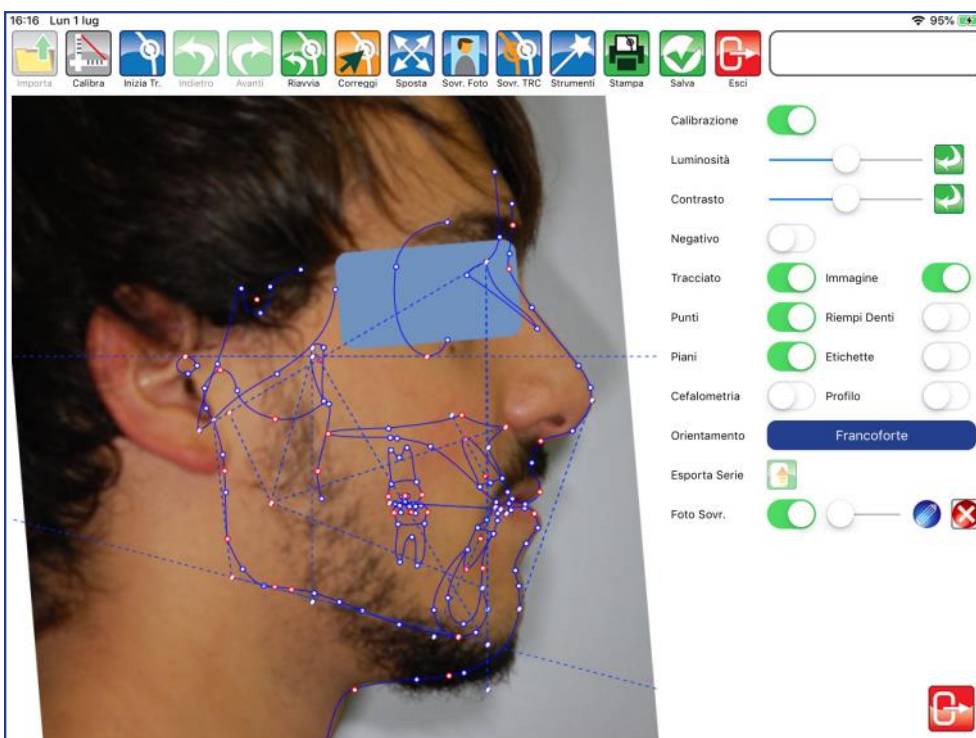 16:16 Lun 1 lug 95%
Importa Calibra Inizia Tr. Indietro Avanti Riavvia Correggi Sposta Sovr. Foto Sovr. TRC Strumenti Stampa Salva Esci
Calibrazione
Luminosità
Contrasto
Negativo
Tracciato Immagine
Punti Riempi Denti
Piani Etichette
Cefalometria Profilo
Orientamento Francoforte
Esporta Serie
Foto Sovr.